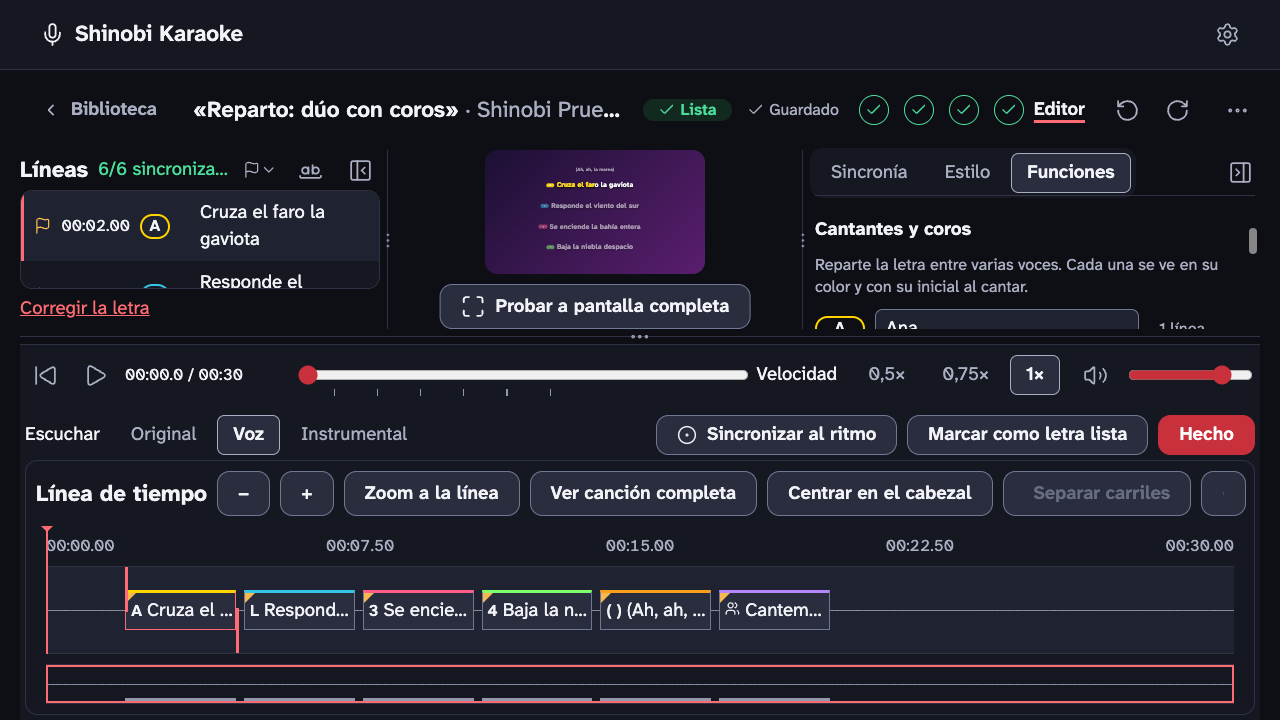 Shinobi Karaoke
Biblioteca
«Reparto: dúo con coros» · Shinobi Prue...
Lista
Guardado
Editor
Líneas 6/6 sincroniza...
ab
00:02.00 A Cruza el faro la
gaviota
Responde el
Corregir la letra
(Ah, ah, la marea)
Cruza el faro la gaviota
Responde el viento del sur
Se enciende la bahía entera
Baja la niebla despacio
Probar a pantalla completa
Sincronía
Estilo
Funciones
Cantantes y coros
Reparte la letra entre varias voces. Cada una se ve en su
color y con su inicial al cantar.
A Ana 1 línea
00:00.0 / 00:30
Velocidad 0,5× 0,75× 1×
Escuchar Original Voz Instrumental
Sincronizar al ritmo
Marcar como letra lista
Hecho
Línea de tiempo − +
Zoom a la línea
Ver canción completa
Centrar en el cabezal
Separar carriles
00:00.00 00:07.50 00:15.00 00:22.50 00:30.00
A Cruza el ...
L Respond...
3 Se encie...
4 Baja la n...
( ) (Ah, ah, ...
Cantem...